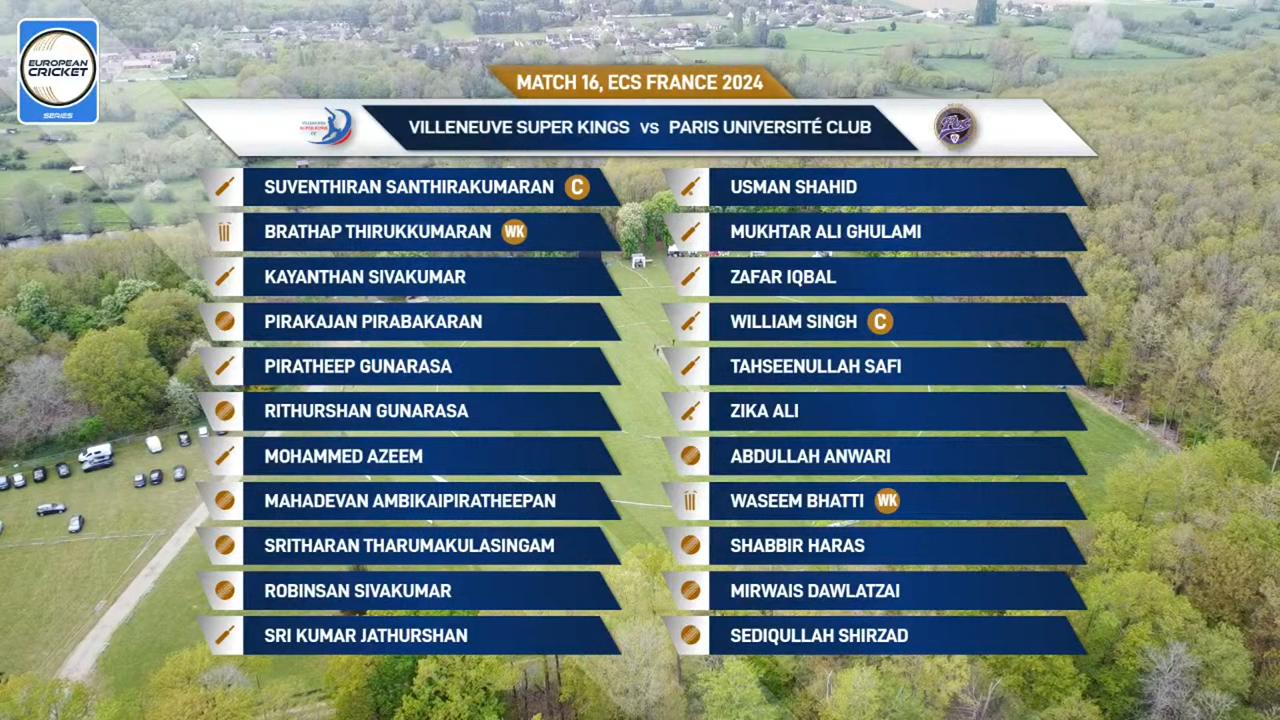 EUROPEAN
CRICKET
SERIES
MATCH 16, ECS FRANCE 2024
VILLENEUVE SUPER KINGS vs PARIS UNIVERSITÉ CLUB
SUVENTHIRAN SANTHIRAKUMARAN C
BRATHAP THIRUKKUMARAN WK
KAYANTHAN SIVAKUMAR
PIRAKAJAN PIRABAKARAN
PIRATHEEP GUNARASA
RITHURSHAN GUNARASA
MOHAMMED AZEEM
MAHADEVAN AMBIKAIPIRATHEEPAN
SRITHARAN THARUMAKULASINGAM
ROBINSAN SIVAKUMAR
SRI KUMAR JATHURSHAN
USMAN SHAHID
MUKHTAR ALI GHULAMI
ZAFAR IQBAL
WILLIAM SINGH C
TAHSEENULLAH SAFI
ZIKA ALI
ABDULLAH ANWARI
WASEEM BHATTI WK
SHABBIR HARAS
MIRWAIS DAWLATZAI
SEDIQULLAH SHIRZAD